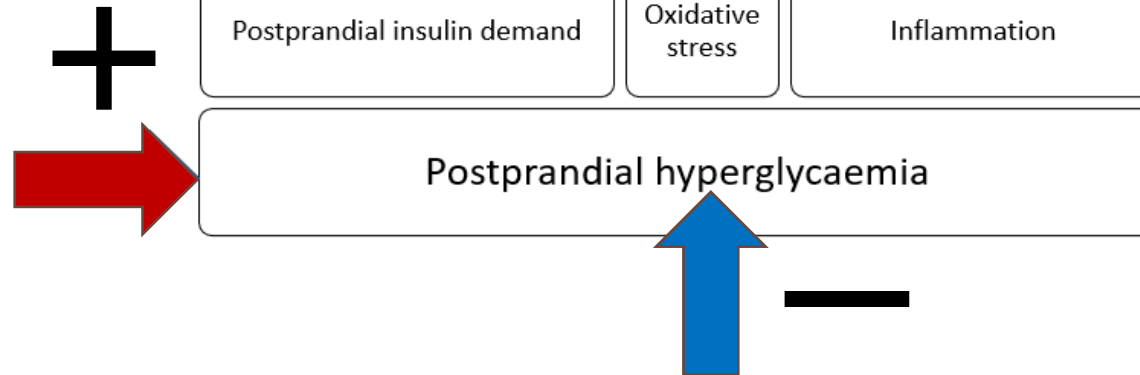 Postprandial insulin demand
Oxidative
stress
Inflammation
Postprandial hyperglycaemia